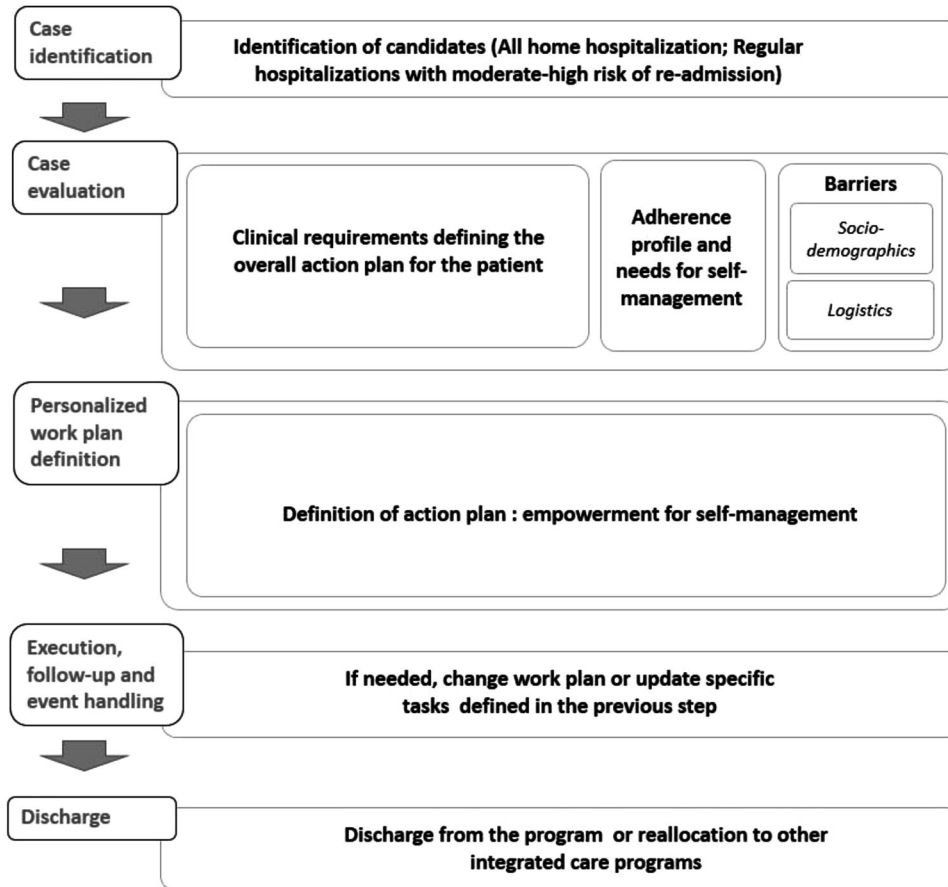 Case
identification
Identification of candidates (All home hospitalization; Regular
hospitalizations with moderate-high risk of re-admission)
Case
evaluation
Clinical requirements defining the
overall action plan for the patient
Adherence
profile and
needs for self-
management
Barriers
Socio-
demographics
Logistics
Personalized
work plan
definition
Definition of action plan : empowerment for self-management
Execution,
follow-up and
event handling
If needed, change work plan or update specific
tasks defined in the previous step
Discharge
Discharge from the program or reallocation to other
integrated care programs